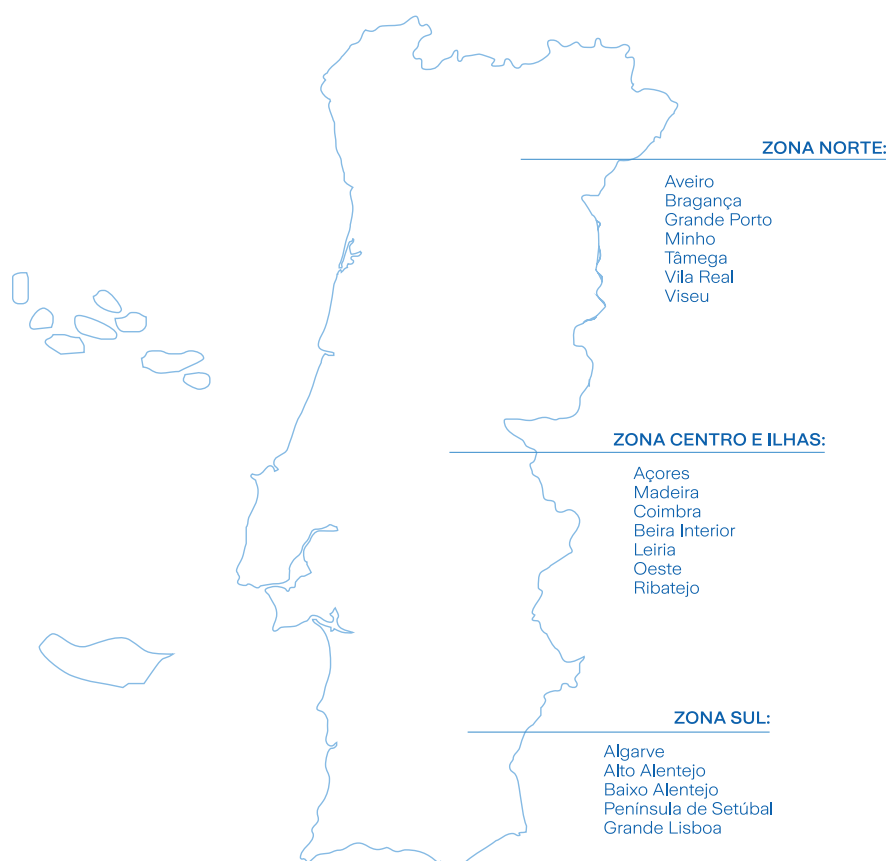 ZONA NORTE:
Aveiro
Bragança
Grande Porto
Minho
Tâmega
Vila Real
Viseu
ZONA CENTRO E ILHAS:
Açores
Madeira
Coimbra
Beira Interior
Leiria
Oeste
Ribatejo
ZONA SUL:
Algarve
Alto Alentejo
Baixo Alentejo
Península de Setúbal
Grande Lisboa